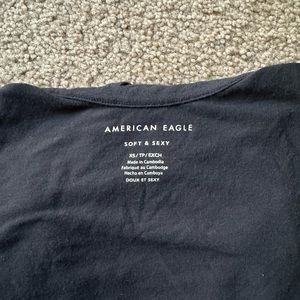 AMERICAN EAGLE
SOFT & SEXY
XS/TP/EXCH
Made in Cambodia
Fabriqué au Cambodge
Hecho en Camboya
DOUX ET SEXY